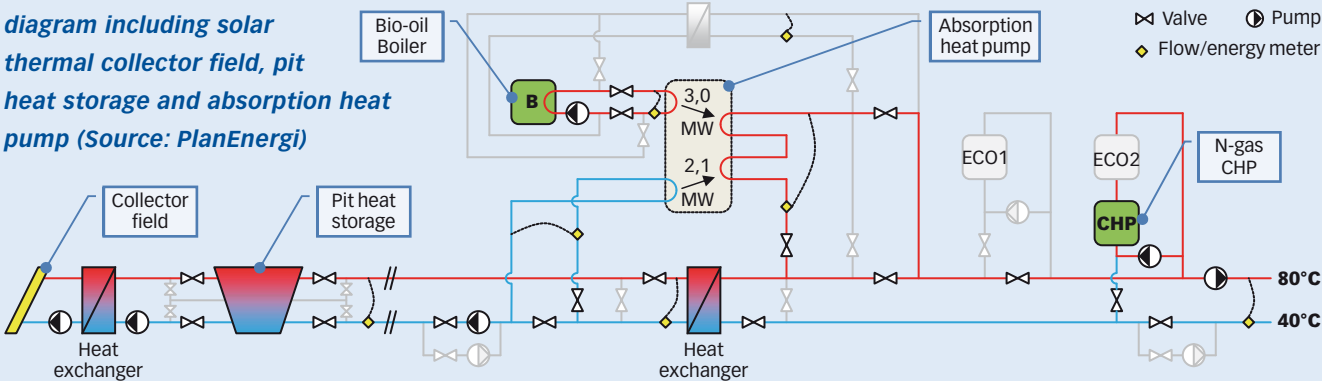 diagram including solar
thermal collector field, pit
heat storage and absorption heat
pump (Source: PlanEnergi)
Bio-oil
Boiler
Absorption
heat pump
Valve
Pump
Flow/energy meter
B
3,0
MW
2,1
MW
ECO1
ECO2
N-gas
CHP
CHP
Collector
field
Pit heat
storage
80°C
40°C
Heat
exchanger
Heat
exchanger